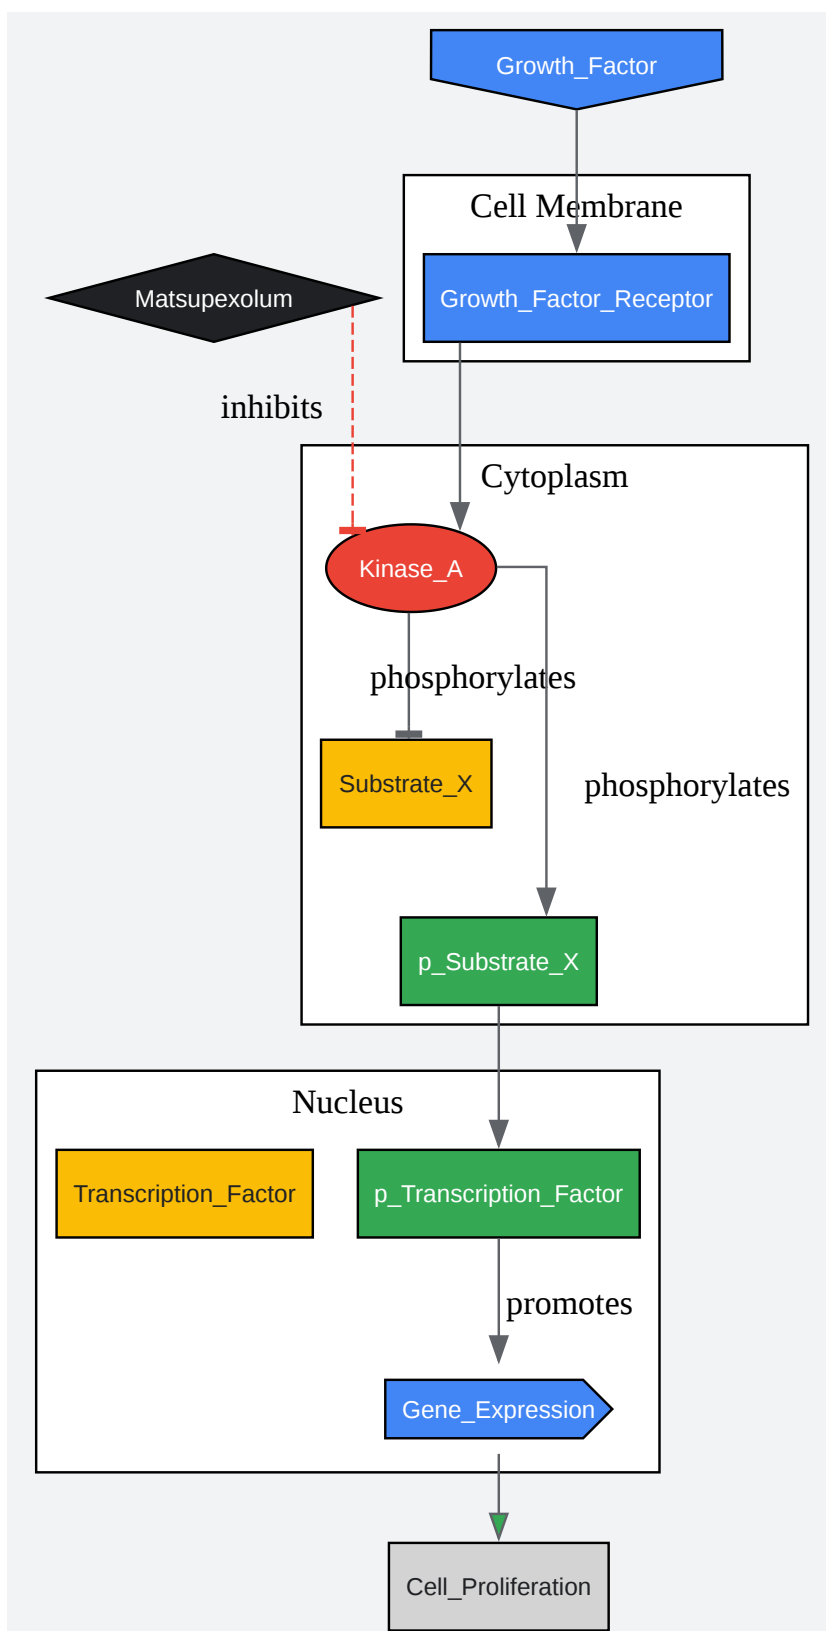 Growth_Factor
Cell Membrane
Growth_Factor_Receptor
Matsupexolum
inhibits
Cytoplasm
Kinase_A
phosphorylates
Substrate_X
phosphorylates
p_Substrate_X
Nucleus
Transcription_Factor
p_Transcription_Factor
promotes
Gene_Expression
Cell_Proliferation